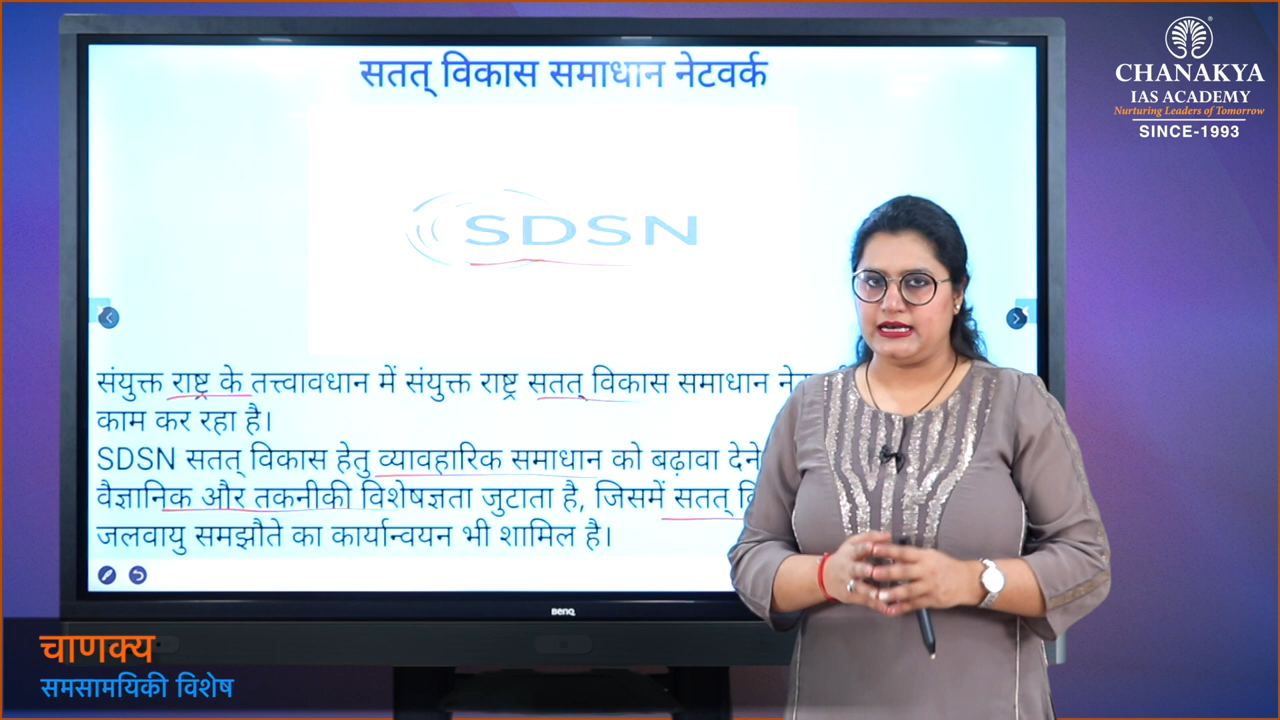 सतत् विकास समाधान नेटवर्क
SDSN
संयुक्त राष्ट्र के तत्त्वावधान में संयुक्त राष्ट्र सतत् विकास समाधान
काम कर रहा है।
SDSN सतत् विकास हेतु व्यावहारिक समाधान को बढ़ावा देने
वैज्ञानिक और तकनीकी विशेषज्ञता जुटाता है, जिसमें सतत्
जलवायु समझौते का कार्यान्वयन भी शामिल है।
BenQ
CHANAKYA
IAS ACADEMY
Nurturing Leaders of Tomorrow
SINCE-1993
चाणक्य
समसामयिकी विशेष